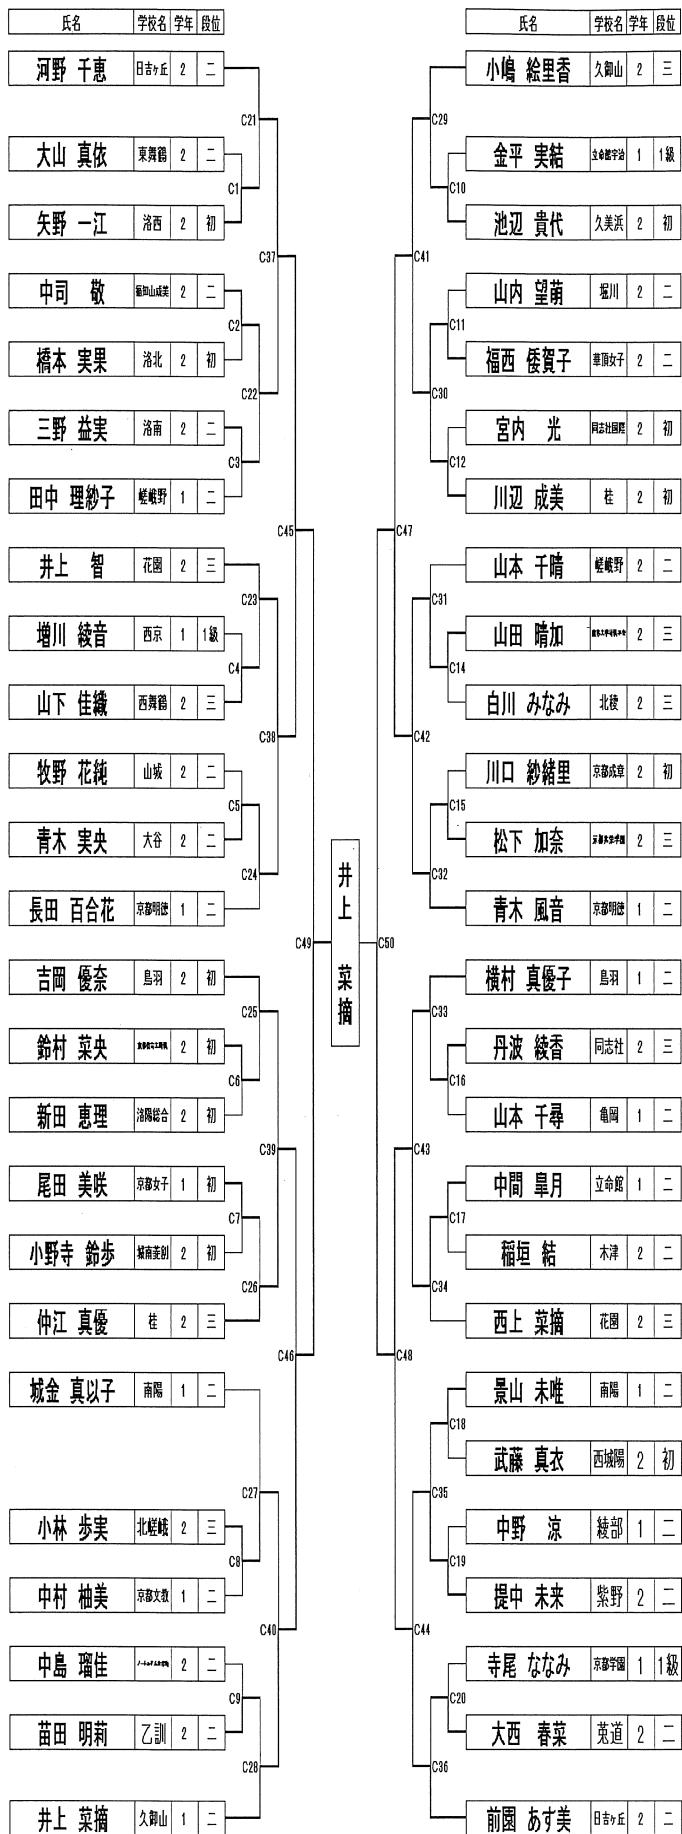 氏名 学校名 学年 段位
河野 千恵 日吉ヶ丘 2 二
C21
大山 真依 東舞鶴 2 二
C1
矢野 一江 洛西 2 初
C37
中司 敬 福知山成美 2 二
C2
橋本 実果 洛北 2 初
C22
三野 益実 洛南 2 二
C3
田中 理紗子 嵯峨野 1 二
C45
井上 智 花園 2 三
C23
増川 綾音 西京 1 1級
C4
山下 佳織 西舞鶴 2 三
C38
牧野 花純 山城 2 二
C5
青木 実央 大谷 2 二
C24
長田 百合花 京都明徳 1 二
C49
吉岡 優奈 鳥羽 2 初
C25
鈴村 菜央 2 初
C6
新田 恵理 洛陽総合 2 初
C39
尾田 美咲 京都女子 1 初
C7
小野寺 鈴歩 城南菱創 2 初
C26
仲江 真優 桂 2 三
C46
城金 真以子 南陽 1 二
C27
小林 歩実 北嵯峨 2 三
C8
中村 柚美 京都文教 1 二
C40
中島 瑠佳 2 二
C9
苗田 明莉 乙訓 2 二
C28
井上 菜摘 久御山 1 二
井上 菜摘
氏名 学校名 学年 段位
小嶋 絵里香 久御山 2 三
C29
金平 実結 立命館宇治 1 1級
C10
池辺 貴代 久美浜 2 初
C41
山内 望萌 堀川 2 二
C11
福西 倭賀子 華頂女子 2 二
C30
宮内 光 同志社国際 2 初
C12
川辺 成美 桂 2 初
C47
山本 千晴 嵯峨野 2 二
C31
山田 晴加 2 三
C14
白川 みなみ 北稜 2 三
C42
川口 紗緒里 京都成章 2 初
C15
松下 加奈 2 三
C32
青木 風音 京都明徳 1 二
C50
横村 真優子 鳥羽 1 二
C33
丹波 綾香 同志社 2 三
C16
山本 千尋 亀岡 1 二
C43
中間 皐月 立命館 1 二
C17
稲垣 結 木津 2 二
C34
西上 菜摘 花園 2 三
C48
景山 未唯 南陽 1 二
C18
武藤 真衣 西城陽 2 初
C35
中野 涼 綾部 1 二
C19
提中 未来 紫野 2 二
C44
寺尾 ななみ 京都学園 1 1級
C20
大西 春菜 莵道 2 二
C36
前園 あす美 日吉ヶ丘 2 二